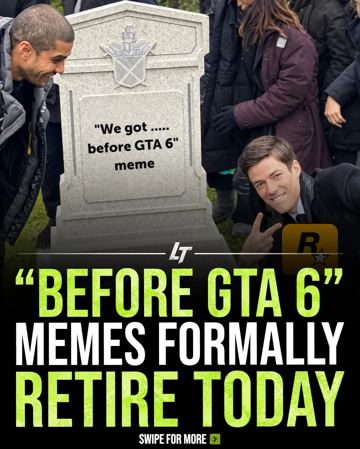 "We got .....
before GTA 6"
meme
R
LT
“BEFORE GTA 6”
MEMES FORMALLY
RETIRE TODAY
SWIPE FOR MORE